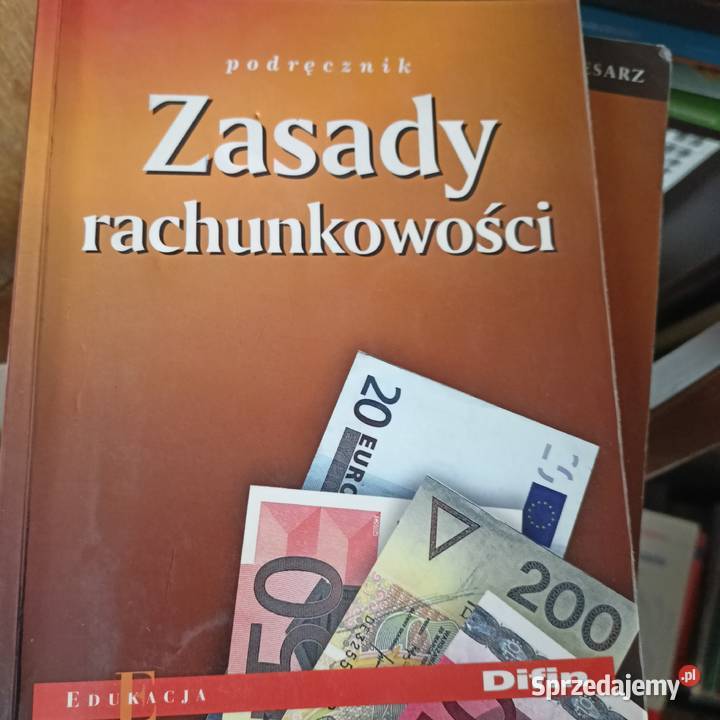 podręcznik
Zasady
rachunkowości
ESARZ
20 EURO
50
200
EDUKACJA
Difin
Sprzedajemy.pl